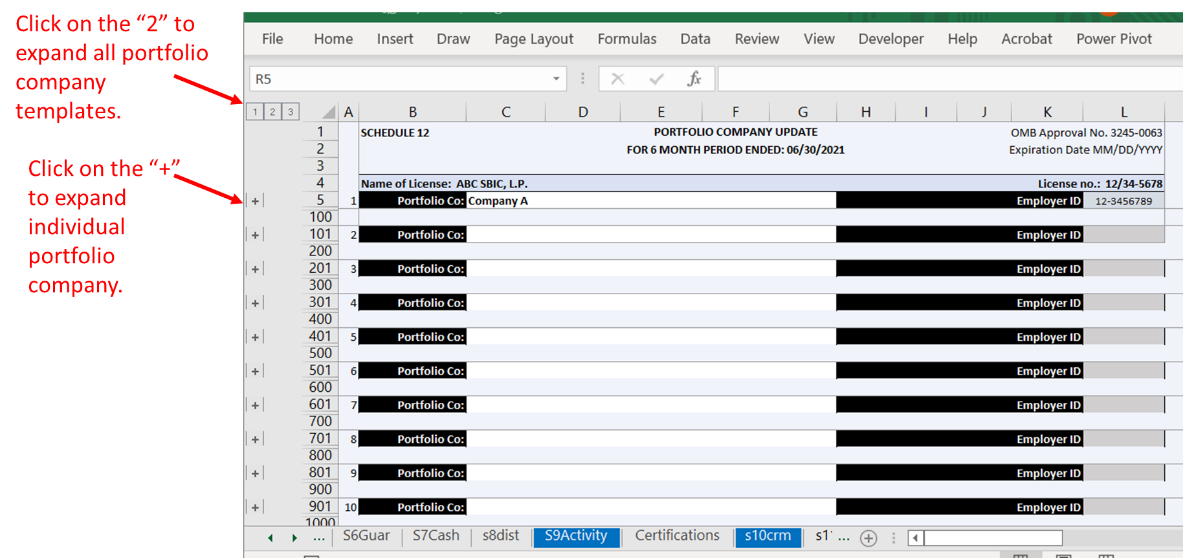 Click on the “2” to
expand all portfolio
company
templates.
Click on the “+”
to expand
individual
portfolio
company.
File Home Insert Draw Page Layout Formulas Data Review View Developer Help Acrobat Power Pivot
R5 fx
1 2 3 A B C D E F G H I J K L
1 SCHEDULE 12 PORTFOLIO COMPANY UPDATE OMB Approval No. 3245-0063
2 FOR 6 MONTH PERIOD ENDED: 06/30/2021 Expiration Date MM/DD/YYYY
3
4 Name of License: ABC SBIC, L.P. License no.: 12/34-5678
+ 5 1 Portfolio Co: Company A Employer ID 12-3456789
100
+ 101 2 Portfolio Co: Employer ID
200
+ 201 3 Portfolio Co: Employer ID
300
+ 301 4 Portfolio Co: Employer ID
400
+ 401 5 Portfolio Co: Employer ID
500
+ 501 6 Portfolio Co: Employer ID
600
+ 601 7 Portfolio Co: Employer ID
700
+ 701 8 Portfolio Co: Employer ID
800
+ 801 9 Portfolio Co: Employer ID
900
+ 901 10 Portfolio Co: Employer ID
1000
... S6Guar S7Cash s8dist S9Activity Certifications s10crm s1 ...